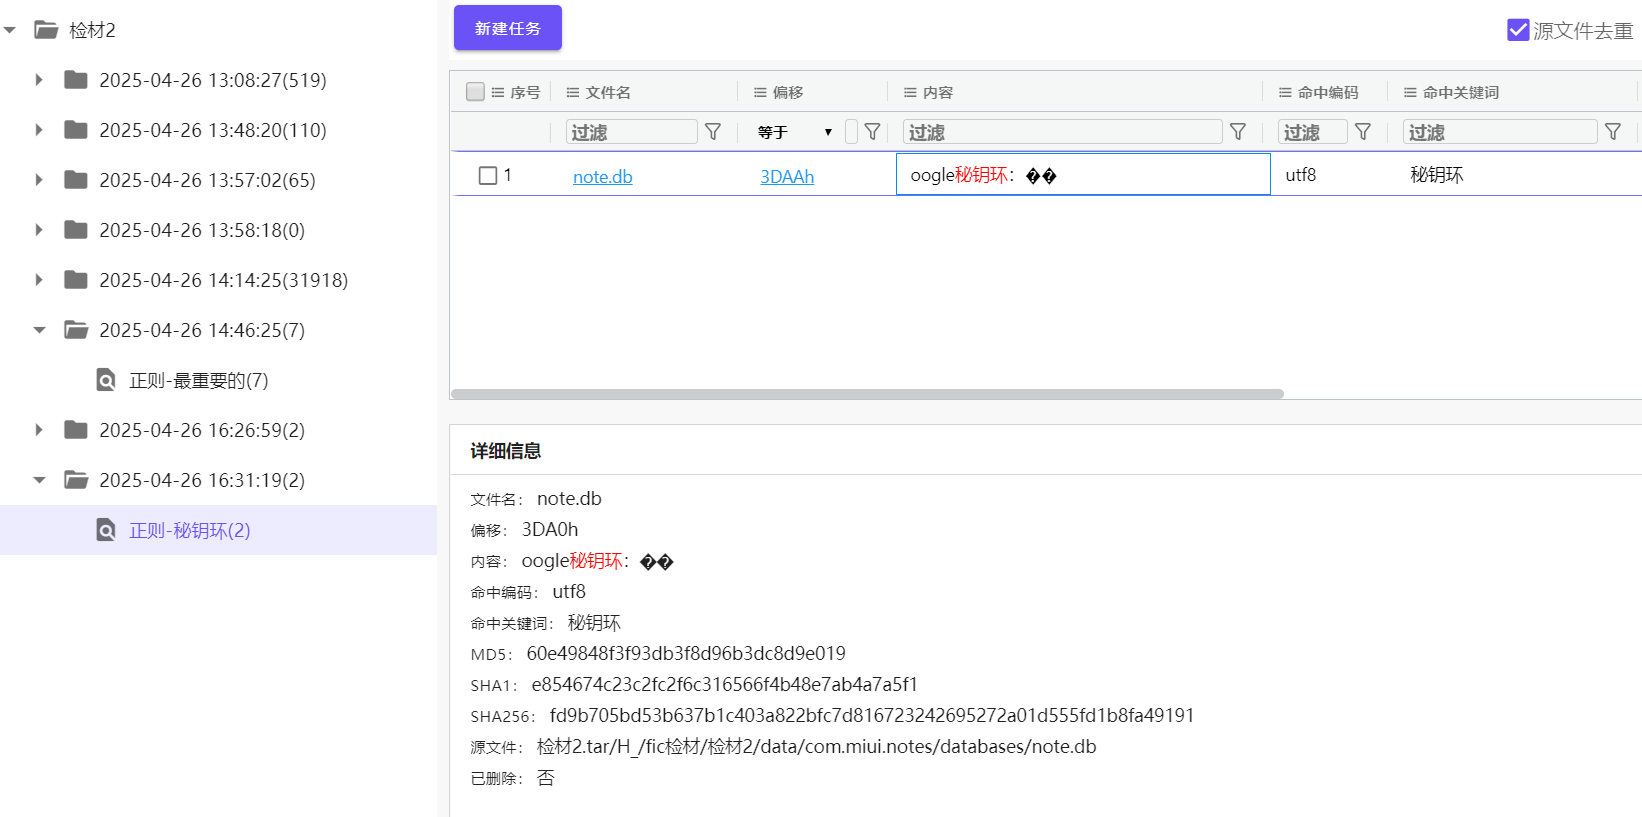 检材2
2025-04-26 13:08:27(519)
2025-04-26 13:48:20(110)
2025-04-26 13:57:02(65)
2025-04-26 13:58:18(0)
2025-04-26 14:14:25(31918)
2025-04-26 14:46:25(7)
正则-最重要的(7)
2025-04-26 16:26:59(2)
2025-04-26 16:31:19(2)
正则-秘钥环(2)
新建任务
源文件去重
序号 文件名 偏移 内容 命中编码 命中关键词
过滤 等于 过滤 过滤 过滤
1 note.db 3DAAh oogle秘钥环：�� utf8 秘钥环
详细信息
文件名： note.db
偏移： 3DA0h
内容： oogle秘钥环：��
命中编码： utf8
命中关键词： 秘钥环
MD5： 60e49848f3f93db3f8d96b3dc8d9e019
SHA1： e854674c23c2fc2f6c316566f4b48e7ab4a7a5f1
SHA256： fd9b705bd53b637b1c403a822bfc7d816723242695272a01d555fd1b8fa49191
源文件： 检材2.tar/H_/fic检材/检材2/data/com.miui.notes/databases/note.db
已删除： 否